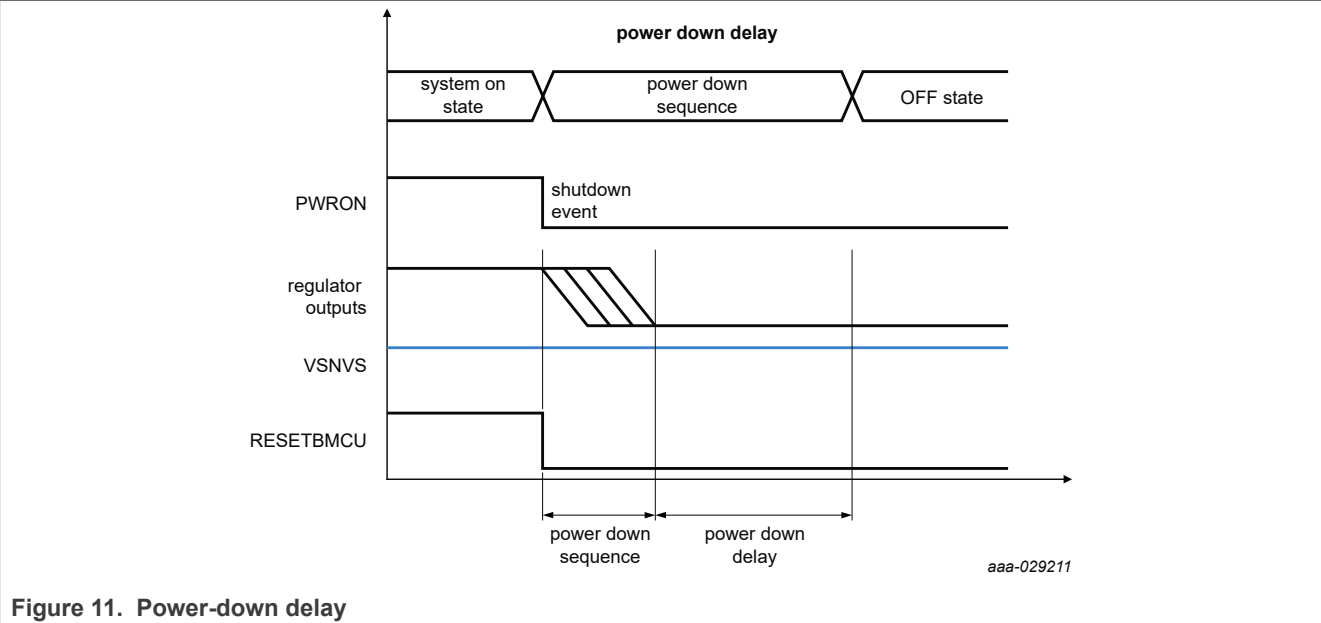 power down delay
system on
state
power down
sequence
OFF state
PWRON
shutdown
event
regulator
outputs
VSNVS
RESETBMCU
power down
sequence
power down
delay
aaa-029211
Figure 11. Power-down delay